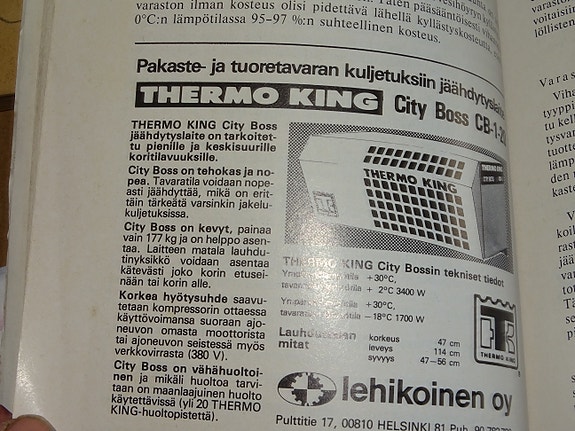 varaston ilman kosteus olisi pidettävä lähellä kyllästyskosteutta
0°C:n lämpötilassa 95–97 %:n suhteellinen kosteus.
Pakaste- ja tuoretavaran kuljetuksiin jäähdytyslaite
THERMO KING City Boss CB-1-20
THERMO KING City Boss
jäähdytyslaite on tarkoitet-
tu pienille ja keskisuurille
koritilavuuksille.
City Boss on tehokas ja no-
pea. Tavaratila voidaan nope-
asti jäähdyttää, mikä on erit-
täin tärkeätä varsinkin jakelu-
kuljetuksissa.
City Boss on kevyt, painaa
vain 177 kg ja on helppo asen-
taa. Laitteen matala lauhdu-
tinyksikkö voidaan asentaa
kätevästi joko korin etusei-
nään tai korin alle.
Korkea hyötysuhde saavu-
tetaan kompressorin ottaessa
käyttövoimansa suoraan ajo-
neuvon omasta moottorista
tai ajoneuvon seistessä myös
verkkovirrasta (380 V).
City Boss on vähähuoltoi-
nen ja mikäli huoltoa tarvi-
taan on maanlaajuinen huolto
käytettävissä (yli 20 THERMO
KING-huoltopistettä).
THERMO KING
THERMO KING City Bossin tekniset tiedot
+30°C,
+ 2°C 3400 W
+30°C,
−18°C 1700 W
mitat
korkeus 47 cm
leveys 114 cm
syvyys 47–56 cm
THERMO KING
lehikoinen oy
Pulttitie 17, 00810 HELSINKI 81 Puh.